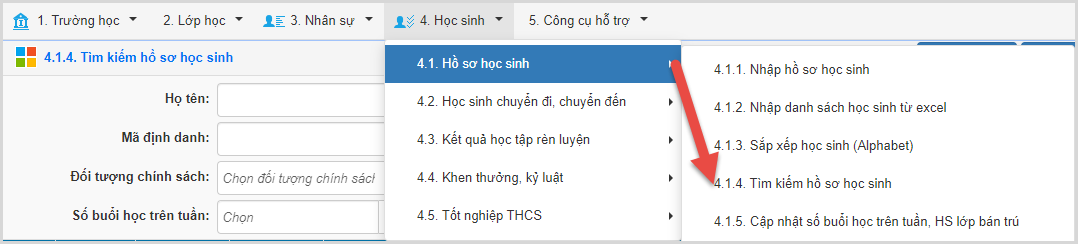 1. Trường học 2. Lớp học 3. Nhân sự 4. Học sinh 5. Công cụ hỗ trợ
4.1.4. Tìm kiếm hồ sơ học sinh
Họ tên:
Mã định danh:
Đối tượng chính sách: Chọn đối tượng chính sách
Số buổi học trên tuần: Chọn
4.1. Hồ sơ học sinh
4.2. Học sinh chuyển đi, chuyển đến
4.3. Kết quả học tập rèn luyện
4.4. Khen thưởng, kỷ luật
4.5. Tốt nghiệp THCS
4.1.1. Nhập hồ sơ học sinh
4.1.2. Nhập danh sách học sinh từ excel
4.1.3. Sắp xếp học sinh (Alphabet)
4.1.4. Tìm kiếm hồ sơ học sinh
4.1.5. Cập nhật số buổi học trên tuần, HS lớp bán trú